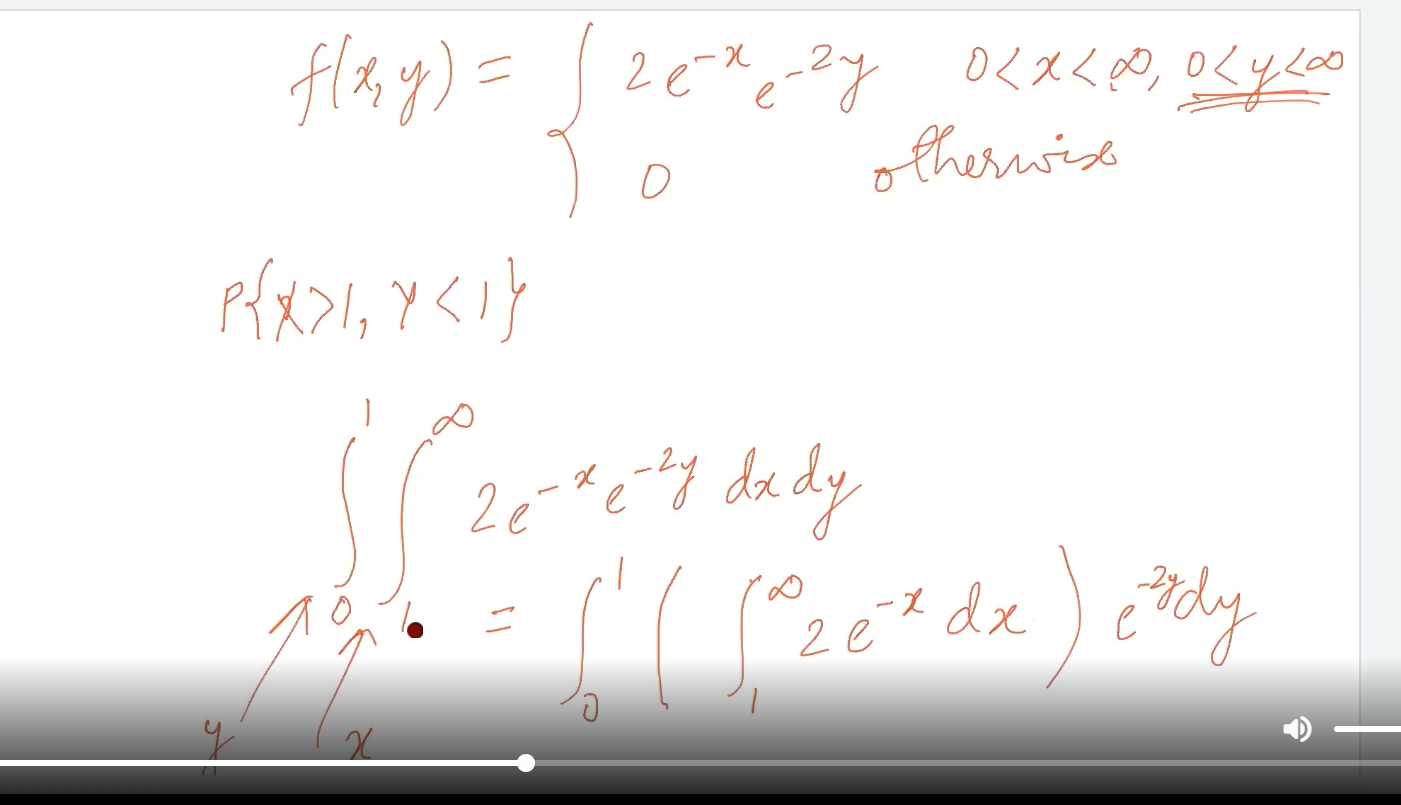 f(x, y) = { 2e^{-x} e^{-2y} 0<x<∞, 0<y<∞
0 otherwise
P{X>1, Y<1}
∫_0^1 ∫_1^∞ 2e^{-x} e^{-2y} dx dy
= ∫_0^1 ( ∫_1^∞ 2e^{-x} dx ) e^{-2y} dy
y x